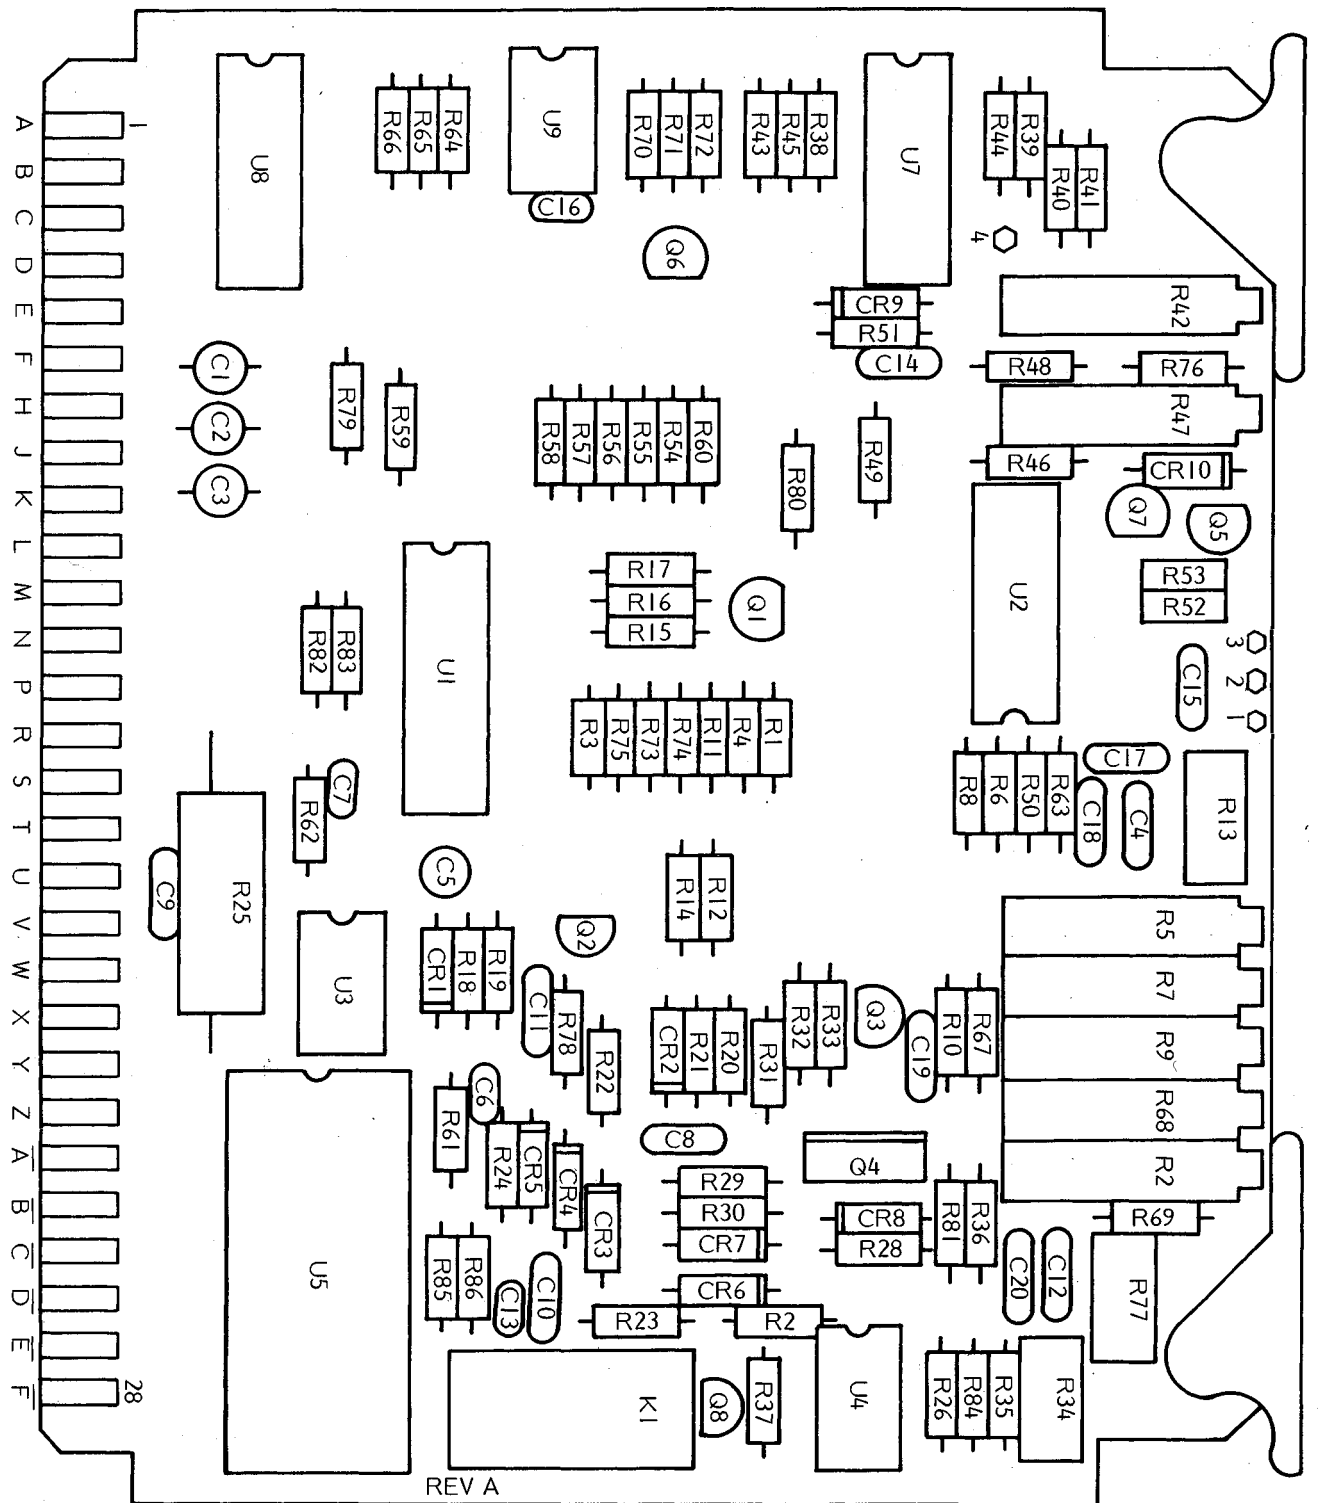 A
1
B
C
D
E
F
H
J
K
L
M
N
P
R
S
T
U
V
W
X
Y
Z
A̅
B̅
C̅
D̅
E̅
F̅
28
U8
R66
R65
R64
U9
C16
R70
R71
R72
Q6
R43
R45
R38
U7
R44
R39
R40
R41
4
R42
CR9
R51
C14
R48
R76
R47
R46
CR10
Q7
Q5
C1
C2
C3
R79
R59
R58
R57
R56
R55
R54
R60
R80
R49
U2
R53
R52
3
2
1
C15
R17
R16
R15
Q1
U1
R82
R83
R3
R75
R73
R74
R11
R4
R1
C17
R8
R6
R50
R63
C18
C4
R13
R62
C7
C9
R25
C5
R14
R12
R5
R7
R9
R68
R2
U3
CR1
R18
R19
Q2
C11
R78
R22
CR2
R21
R20
R31
R32
R33
Q3
C19
R10
R67
C6
R61
R24
CR5
CR4
CR3
C8
Q4
R29
R30
CR7
CR8
R28
R81
R36
R69
C20
C12
R77
U5
R85
R86
C13
C10
CR6
R23
R2
U4
K1
Q8
R37
R26
R84
R35
R34
REV A